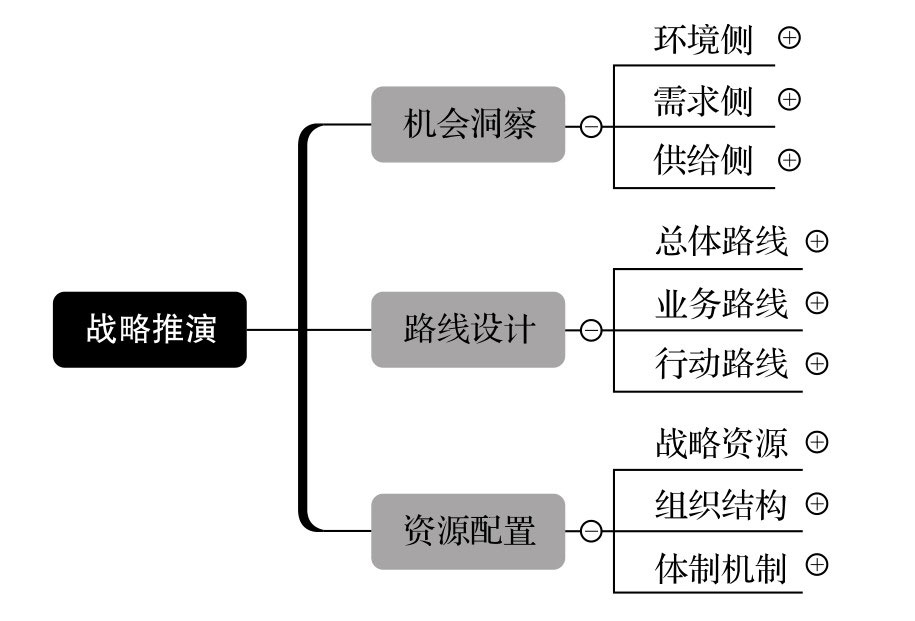 战略推演
机会洞察
环境侧
需求侧
供给侧
路线设计
总体路线
业务路线
行动路线
资源配置
战略资源
组织结构
体制机制